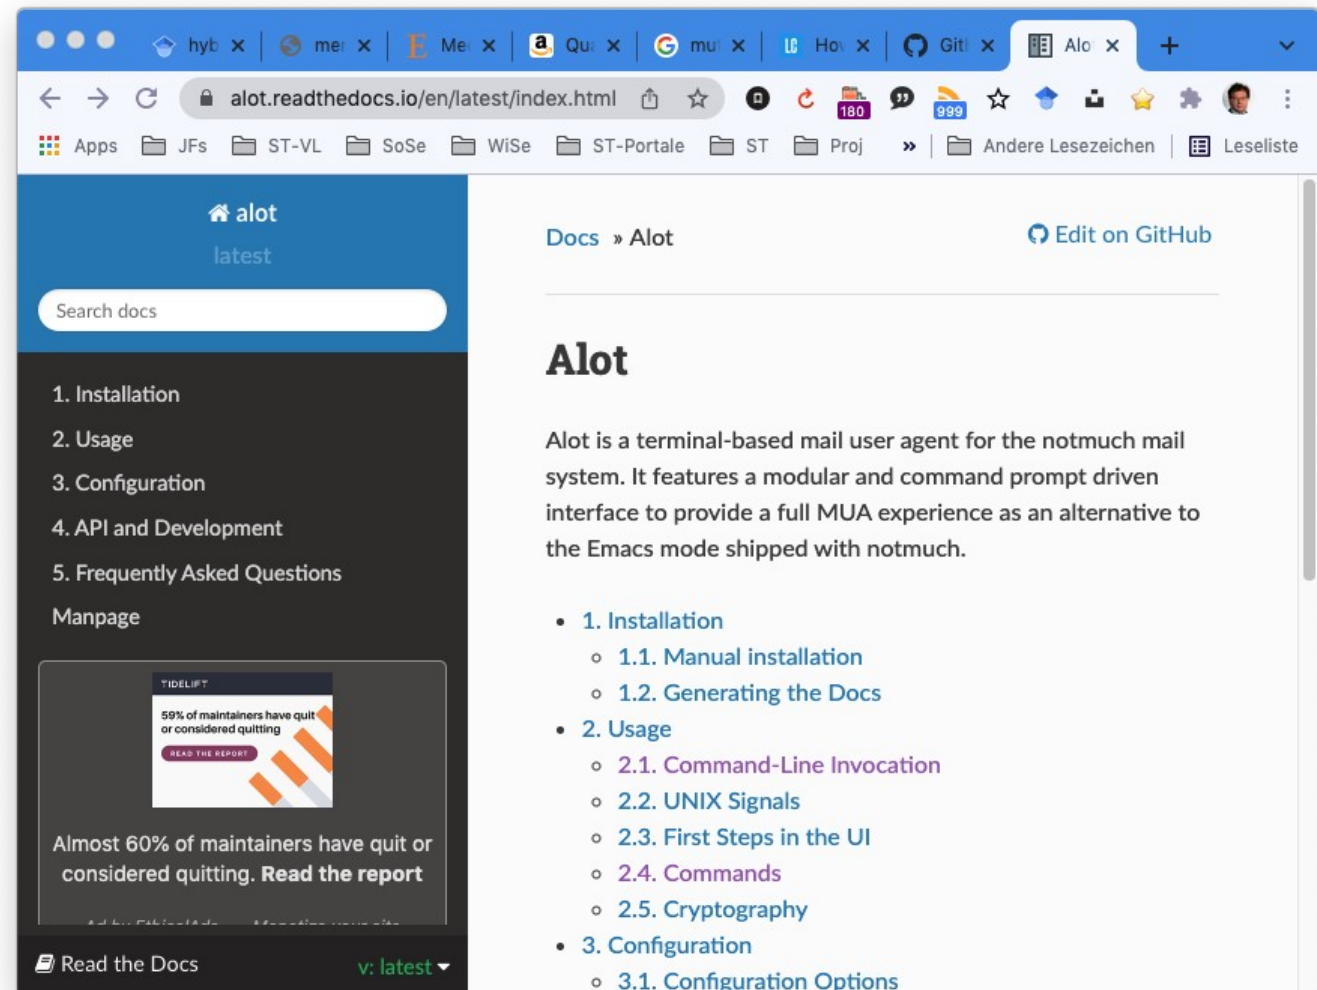 hyb
mer
Me
Qu
mu
Ho
Git
Alo
alot.readthedocs.io/en/latest/index.html
180
999
Apps JFs ST-VL SoSe WiSe ST-Portale ST Proj » Andere Lesezeichen Leseliste
alot
latest
Search docs
1. Installation
2. Usage
3. Configuration
4. API and Development
5. Frequently Asked Questions
Manpage
TIDELIFT
59% of maintainers have quit
or considered quitting
READ THE REPORT
Almost 60% of maintainers have quit or
considered quitting. Read the report
Read the Docs v: latest
Docs » Alot
Edit on GitHub
Alot
Alot is a terminal-based mail user agent for the notmuch mail
system. It features a modular and command prompt driven
interface to provide a full MUA experience as an alternative to
the Emacs mode shipped with notmuch.
1. Installation
1.1. Manual installation
1.2. Generating the Docs
2. Usage
2.1. Command-Line Invocation
2.2. UNIX Signals
2.3. First Steps in the UI
2.4. Commands
2.5. Cryptography
3. Configuration
3.1. Configuration Options